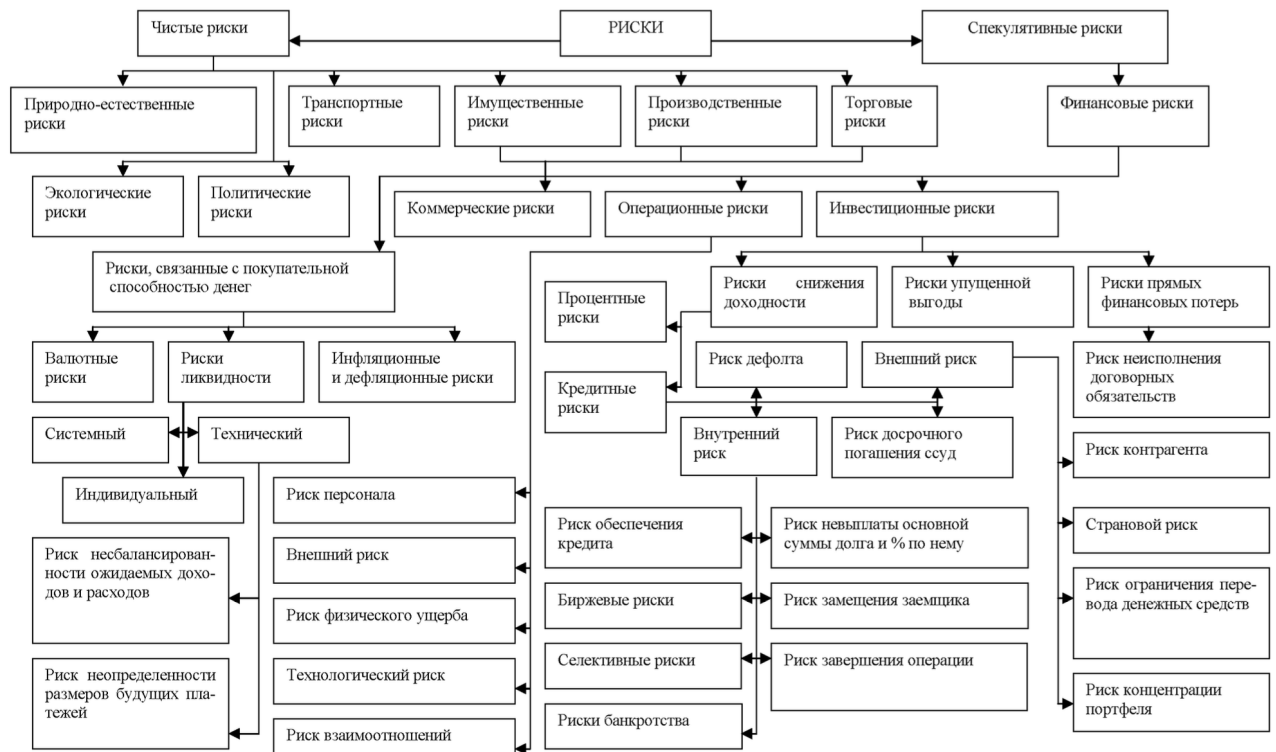 Чистые риски
РИСКИ
Спекулятивные риски
Природно-естественные
риски
Транспортные
риски
Имущественные
риски
Производственные
риски
Торговые
риски
Финансовые риски
Экологические
риски
Политические
риски
Коммерческие риски
Операционные риски
Инвестиционные риски
Риски, связанные с покупательной
способностью денег
Процентные
риски
Риски снижения
доходности
Риски упущенной
выгоды
Риски прямых
финансовых потерь
Валютные
риски
Риски
ликвидности
Инфляционные
и дефляционные риски
Кредитные
риски
Риск дефолта
Внешний риск
Риск неисполнения
договорных
обязательств
Системный
Технический
Внутренний
риск
Риск досрочного
погашения ссуд
Риск контрагента
Индивидуальный
Риск персонала
Риск обеспечения
кредита
Риск невыплаты основной
суммы долга и % по нему
Страновой риск
Риск несбалансирован-
ности ожидаемых дохо-
дов и расходов
Внешний риск
Биржевые риски
Риск замещения заемщика
Риск ограничения пере-
вода денежных средств
Риск физического ущерба
Селективные риски
Риск завершения операции
Риск неопределенности
размеров будущих пла-
тежей
Технологический риск
Риск концентрации
портфеля
Риск взаимоотношений
Риски банкротства